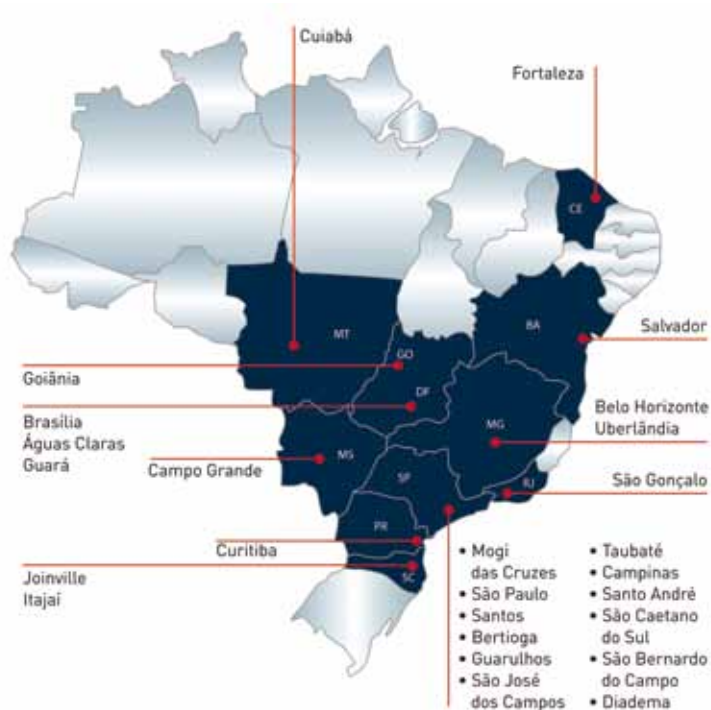 Cuiabá
Fortaleza
CE
MT
BA
Salvador
GO
Goiânia
DF
Brasília
Águas Claras
Guará
MG
Belo Horizonte
Uberlândia
MS
Campo Grande
SP
RJ
São Gonçalo
PR
Curitiba
SC
Joinville
Itajaí
• Mogi
das Cruzes
• São Paulo
• Santos
• Bertioga
• Guarulhos
• São José
dos Campos
• Taubaté
• Campinas
• Santo André
• São Caetano
do Sul
• São Bernardo
do Campo
• Diadema